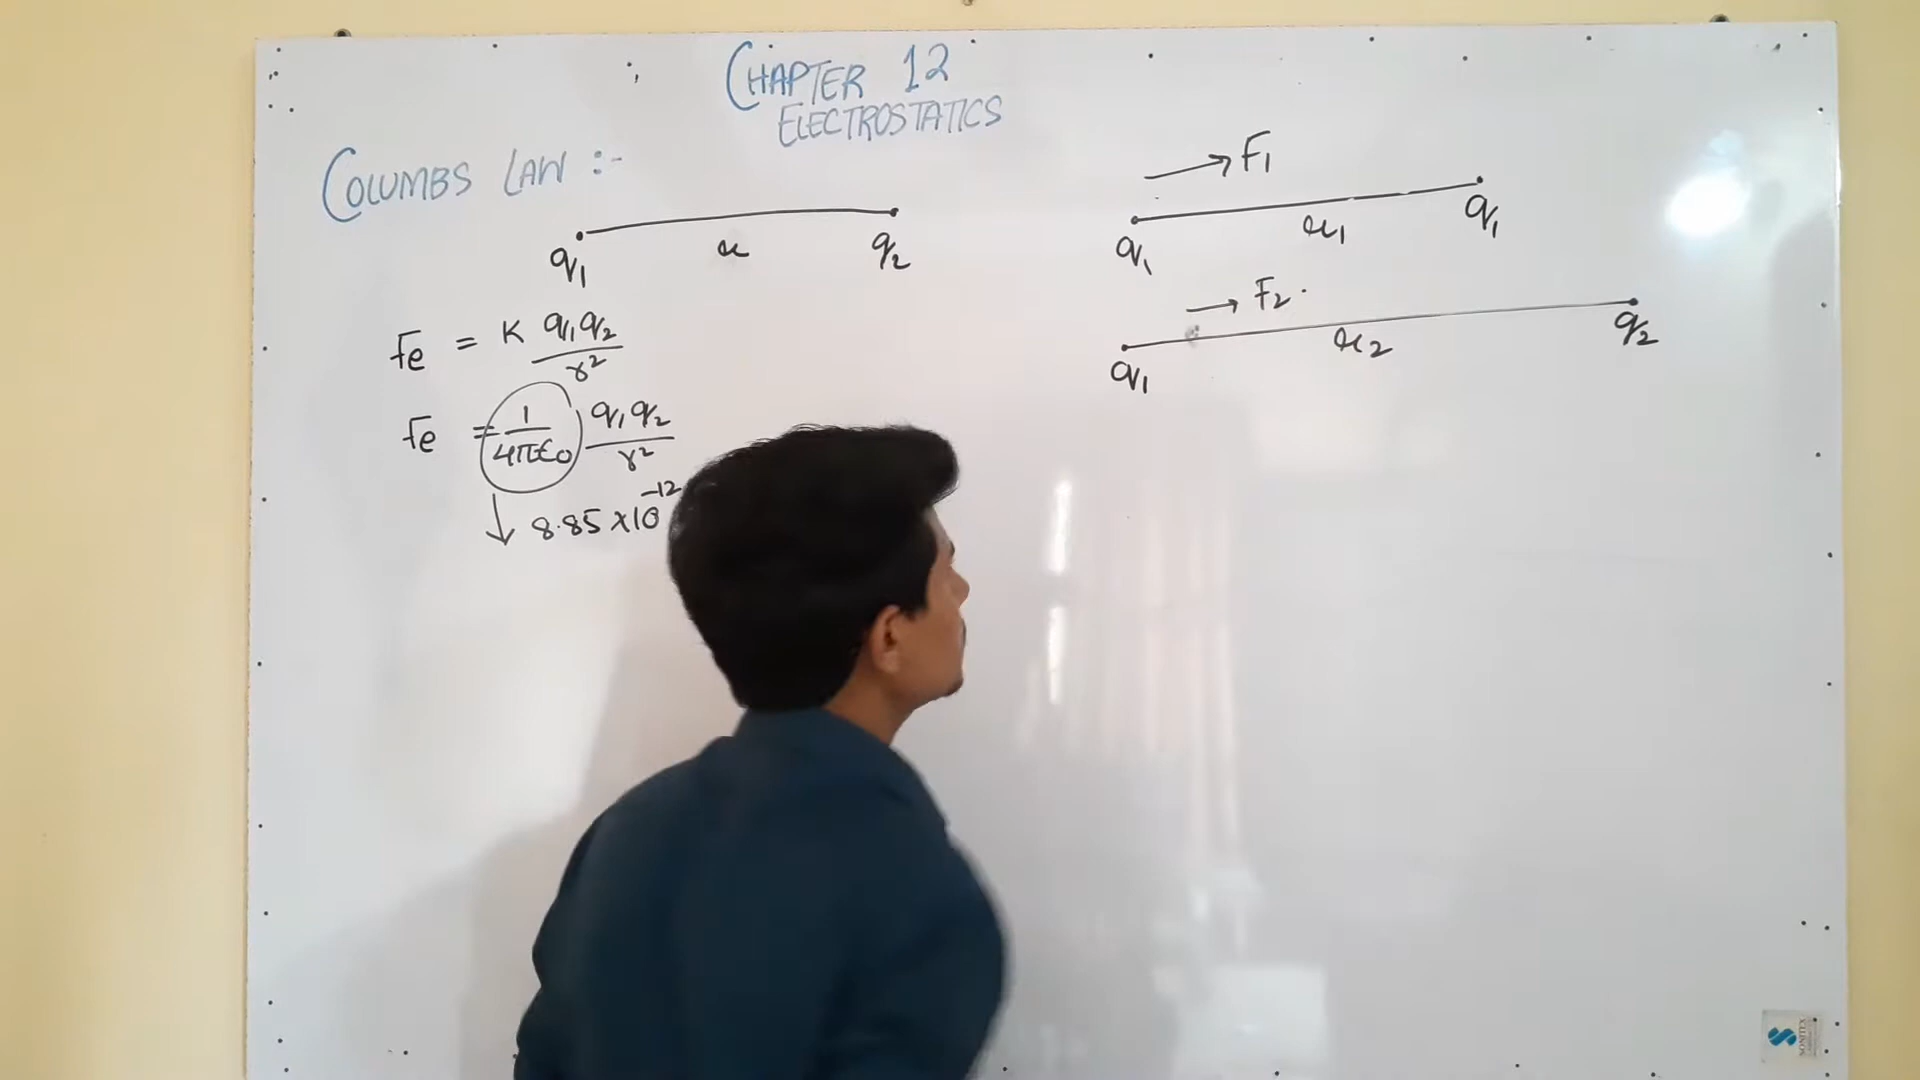 CHAPTER 12
ELECTROSTATICS
COLUMBS LAW :-
q1 r q2
Fe = K q1q2 / r²
Fe = 1/4πε0 q1q2 / r²
↓ 8.85 × 10⁻¹²
→ F1
q1 r1 q1
→ F2
q1 r2 q2